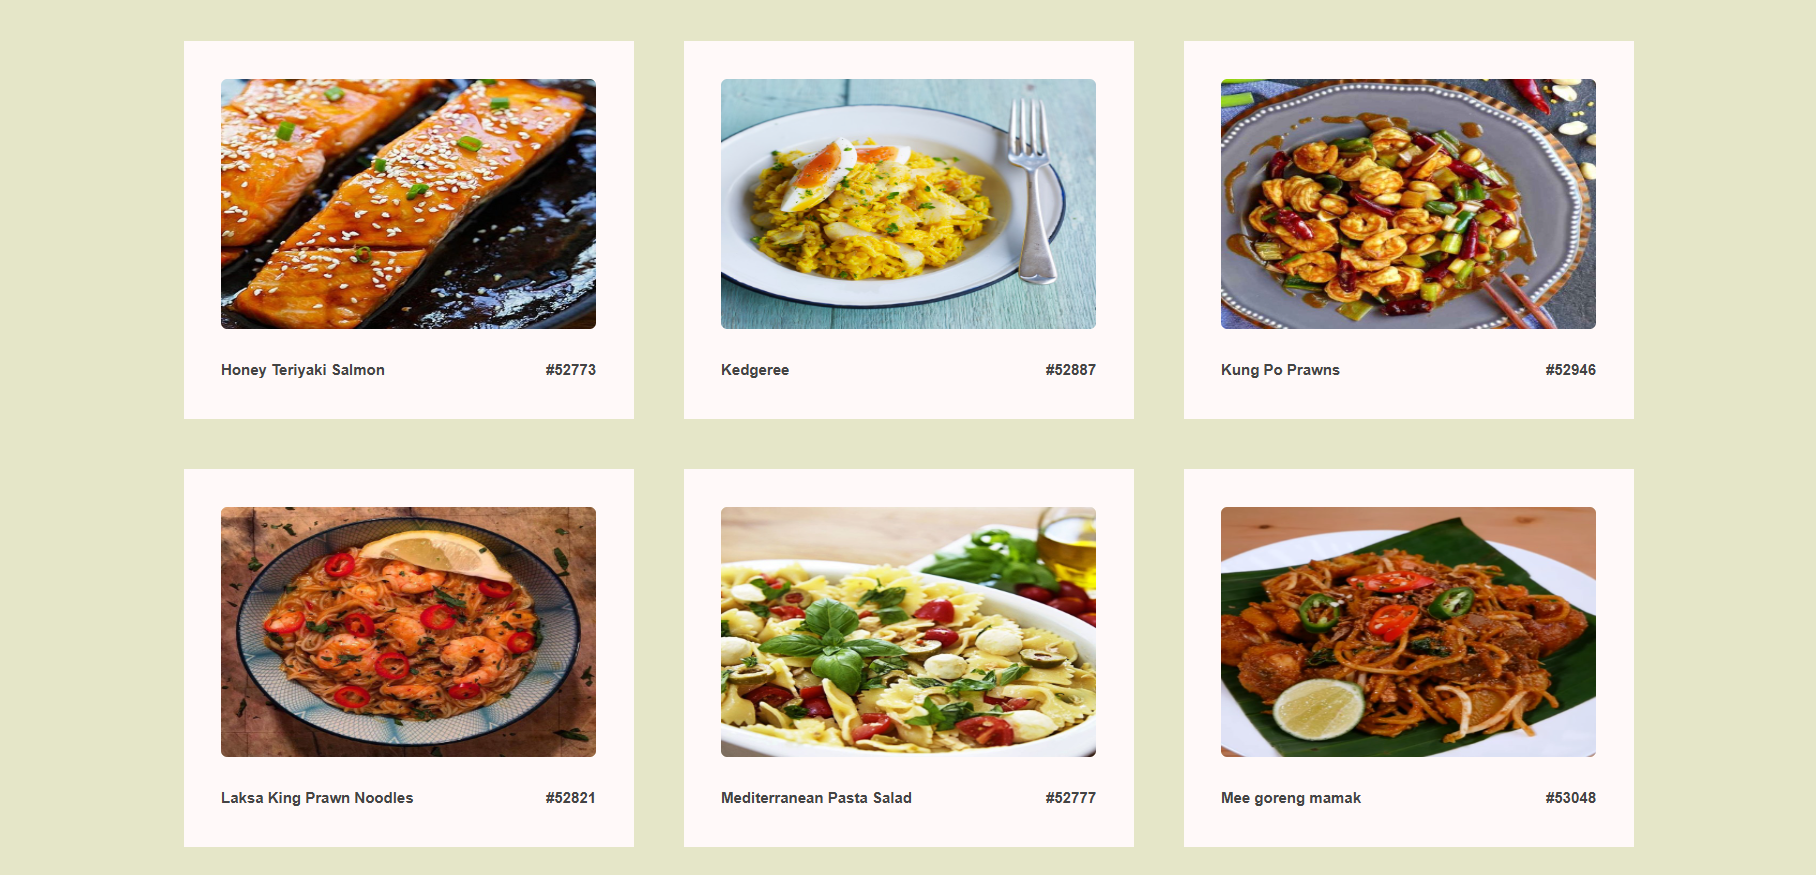 Honey Teriyaki Salmon #52773
Kedgeree #52887
Kung Po Prawns #52946
Laksa King Prawn Noodles #52821
Mediterranean Pasta Salad #52777
Mee goreng mamak #53048